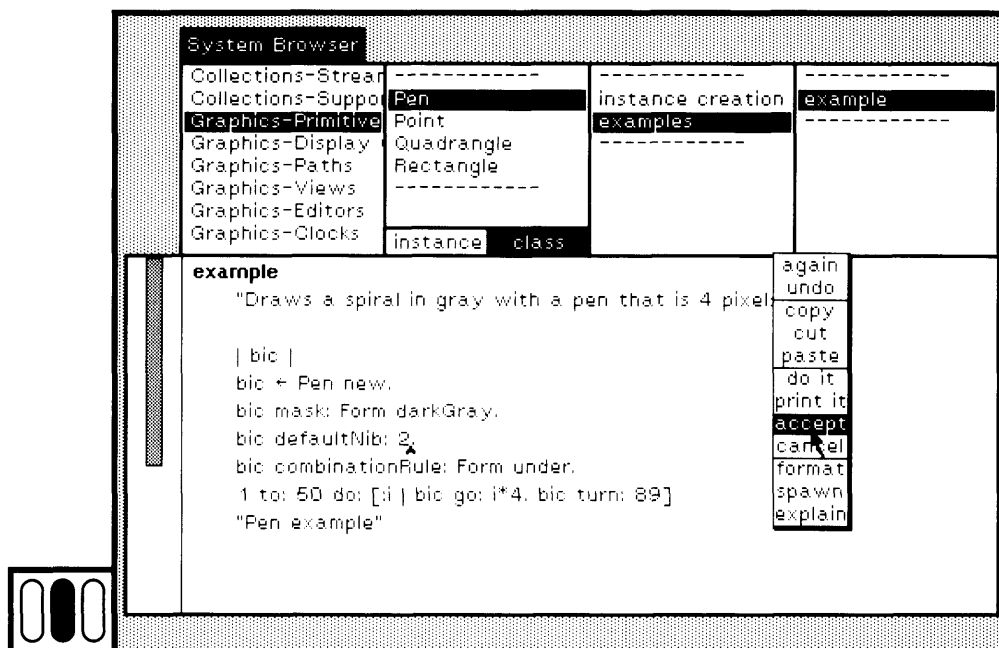 System Browser
Collections-Strear
Collections-Suppor
Graphics-Primitive
Graphics-Display
Graphics-Paths
Graphics-Views
Graphics-Editors
Graphics-Clocks
------------
Pen
Point
Quadrangle
Rectangle
------------
instance class
------------
instance creation
examples
------------
------------
example
------------
example
"Draws a spiral in gray with a pen that is 4 pixels
| bic |
bic ← Pen new.
bic mask: Form darkGray.
bic defaultNib: 2.
bic combinationRule: Form under.
1 to: 50 do: [:i | bic go: i*4. bic turn: 89]
"Pen example"
again
undo
copy
cut
paste
do it
print it
accept
cancel
format
spawn
explain